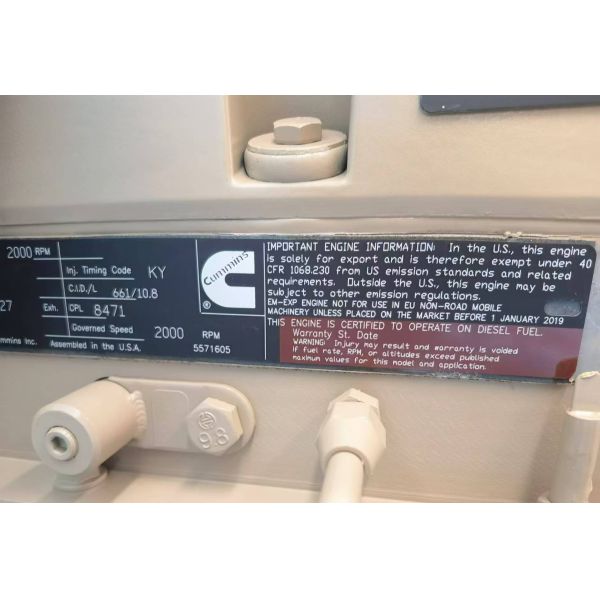 2000 RPM
Inj. Timing Code KY
C.I.D./L 661/10.8
27 Exh. CPL 8471
Governed Speed 2000 RPM
mmins Inc. Assembled in the U.S.A. 5571605
Cummins
IMPORTANT ENGINE INFORMATION: In the U.S., this engine
is solely for export and is therefore exempt under 40
CFR 1068.230 from US emission standards and related
requirements. Outside the U.S., this engine may be
subject to other emission regulations.
EM-EXP ENGINE NOT FOR USE IN EU NON-ROAD MOBILE
MACHINERY UNLESS PLACED ON THE MARKET BEFORE 1 JANUARY 2019
THIS ENGINE IS CERTIFIED TO OPERATE ON DIESEL FUEL.
Warranty St. Date
WARNING: Injury may result and warranty is voided
if fuel rate, RPM, or altitudes exceed published
maximum values for this model and application.
9.8